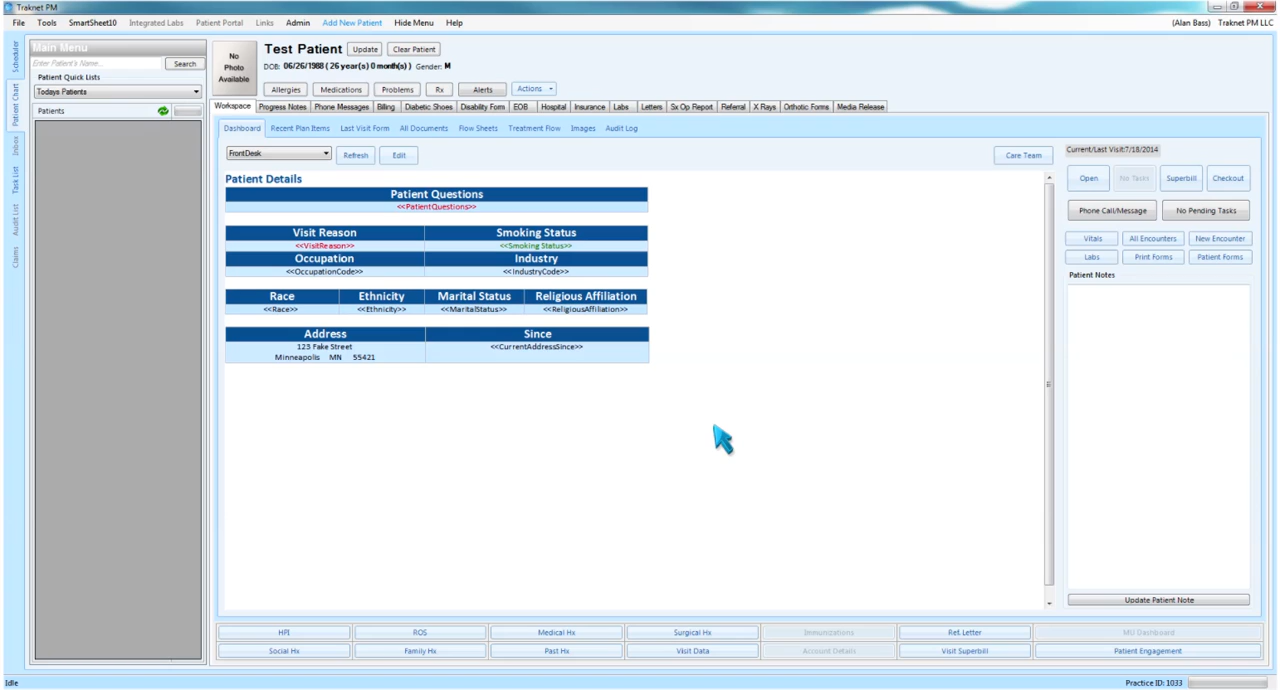 Traknet PM
File Tools SmartSheet10 Integrated Labs Patient Portal Links Admin Add New Patient Hide Menu Help (Alan Bass) Traknet PM LLC
Scheduler
Patient Chart
Inbox
Task List
Audit List
Claims
Main Menu
Enter Patient's Name... Search
Patient Quick Lists
Todays Patients
Patients
No Photo Available
Test Patient Update Clear Patient
DOB: 06/26/1988 ( 26 year(s) 0 month(s) ) Gender: M
Allergies Medications Problems Rx Alerts Actions
Workspace Progress Notes Phone Messages Billing Diabetic Shoes Disability Form EOB Hospital Insurance Labs Letters Sx Op Report Referral X Rays Orthotic Forms Media Release
Dashboard Recent Plan Items Last Visit Form All Documents Flow Sheets Treatment Flow Images Audit Log
FrontDesk Refresh Edit Care Team
Patient Details
Patient Questions
<<PatientQuestions>>
Visit Reason Smoking Status
<<VisitReason>> <<Smoking Status>>
Occupation Industry
<<OccupationCode>> <<IndustryCode>>
Race Ethnicity Marital Status Religious Affiliation
<<Race>> <<Ethnicity>> <<MaritalStatus>> <<ReligiousAffiliation>>
Address Since
123 Fake Street <<CurrentAddressSince>>
Minneapolis MN 55421
Current/Last Visit:7/18/2014
Open No Tasks Superbill Checkout
Phone Call/Message No Pending Tasks
Vitals All Encounters New Encounter
Labs Print Forms Patient Forms
Patient Notes
Update Patient Note
HPI ROS Medical Hx Surgical Hx Immunizations Ref. Letter MU Dashboard
Social Hx Family Hx Past Hx Visit Data Account Details Visit Superbill Patient Engagement
Idle Practice ID: 1033